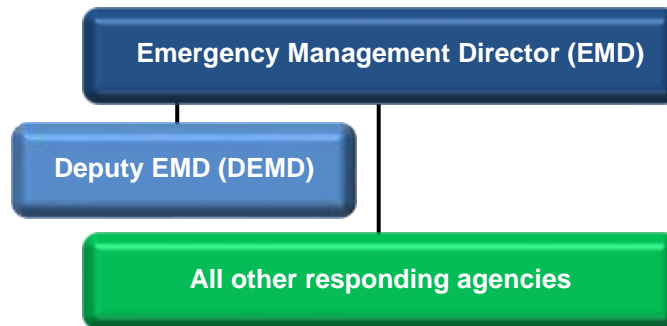 Emergency Management Director (EMD)
Deputy EMD (DEMD)
All other responding agencies